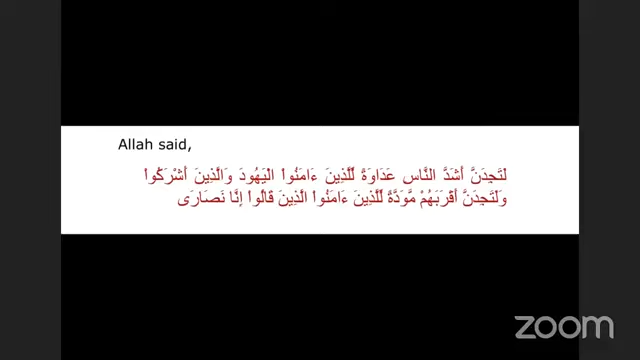 Allah said,
لَتَجِدَنَّ أَشَدَّ النَّاسِ عَدَاوَةً لِّلَّذِينَ ءَامَنُواْ الْيَهُودَ وَالَّذِينَ أَشْرَكُواْ
وَلَتَجِدَنَّ أَقْرَبَهُمْ مَّوَدَّةً لِّلَّذِينَ ءَامَنُواْ الَّذِينَ قَالُواْ إِنَّا نَصَارَى
zoom